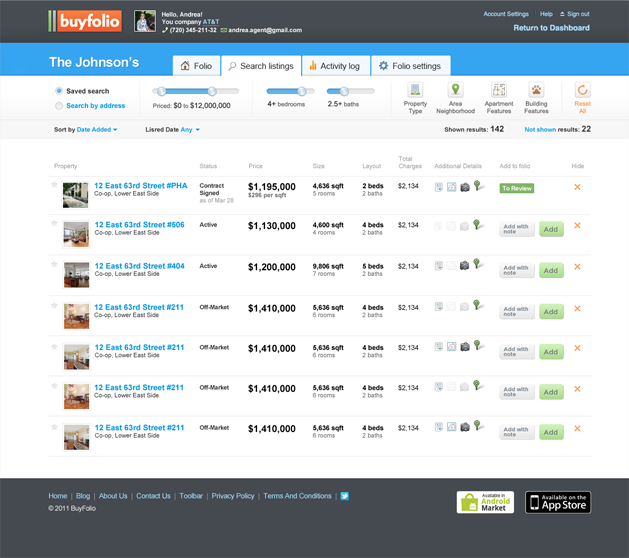 buyfolio
Hello, Andrea!
You company AT&T
(720) 345-211-32 andrea.agent@gmail.com
Account Settings | Help Sign out
Return to Dashboard
The Johnson's
Folio
Search listings
Activity log
Folio settings
Saved search
Search by address
Priced: $0 to $12,000,000
4+ bedrooms
2.5+ baths
Property Type
Area Neighborhood
Apartment Features
Building Features
Reset All
Sort by Date Added
Lisred Date Any
Shown results: 142
Not shown results: 22
Property Status Price Size Layout Total Charges Additional Details Add to folio Hide
12 East 63rd Street #PHA Contract Signed $1,195,000 4,636 sqft 2 beds $2,134 To Review
Co-op, Lower East Side as of Mar 28 $296 per sqft 5 rooms 2 baths
12 East 63rd Street #506 Active $1,130,000 4,600 sqft 4 beds $2,134 Add with note Add
Co-op, Lower East Side 4 rooms 2 baths
12 East 63rd Street #404 Active $1,200,000 9,806 sqft 5 beds $2,134 Add with note Add
Co-op, Lower East Side 7 rooms 2 baths
12 East 63rd Street #211 Off-Market $1,410,000 5,636 sqft 4 beds $2,134 Add with note Add
Co-op, Lower East Side 6 rooms 2 baths
12 East 63rd Street #211 Off-Market $1,410,000 5,636 sqft 4 beds $2,134 Add with note Add
Co-op, Lower East Side 6 rooms 2 baths
12 East 63rd Street #211 Off-Market $1,410,000 5,636 sqft 4 beds $2,134 Add with note Add
Co-op, Lower East Side 6 rooms 2 baths
12 East 63rd Street #211 Off-Market $1,410,000 5,636 sqft 4 beds $2,134 Add with note Add
Co-op, Lower East Side 6 rooms 2 baths
Home | Blog | About Us | Contact Us | Toolbar | Privacy Policy | Terms And Conditions |
© 2011 BuyFolio
Available in Android Market
Available on the App Store